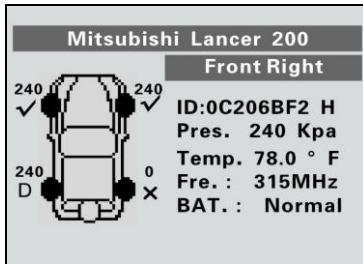 Mitsubishi Lancer 200
Front Right
240 240
ID:0C206BF2 H
Pres. 240 Kpa
Temp. 78.0 ° F
240 0
D
Fre. : 315MHz
BAT. : Normal